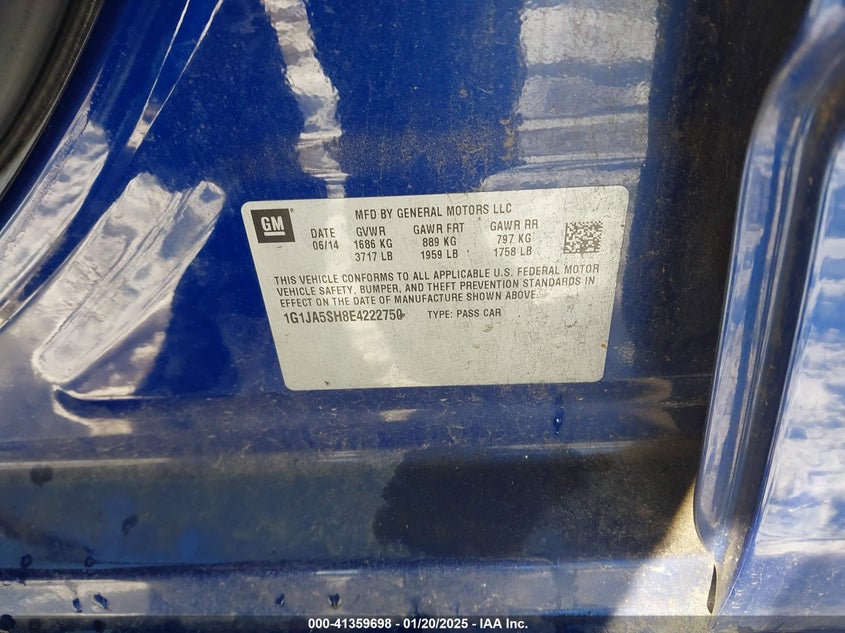 GM
MFD BY GENERAL MOTORS LLC
DATE GVWR GAWR FRT GAWR RR
06/14 1686 KG 889 KG 797 KG
3717 LB 1959 LB 1758 LB
THIS VEHICLE CONFORMS TO ALL APPLICABLE U.S. FEDERAL MOTOR
VEHICLE SAFETY, BUMPER, AND THEFT PREVENTION STANDARDS IN
EFFECT ON THE DATE OF MANUFACTURE SHOWN ABOVE.
1G1JA5SH8E4222750 TYPE: PASS CAR
000-41359698 - 01/20/2025 - IAA Inc.